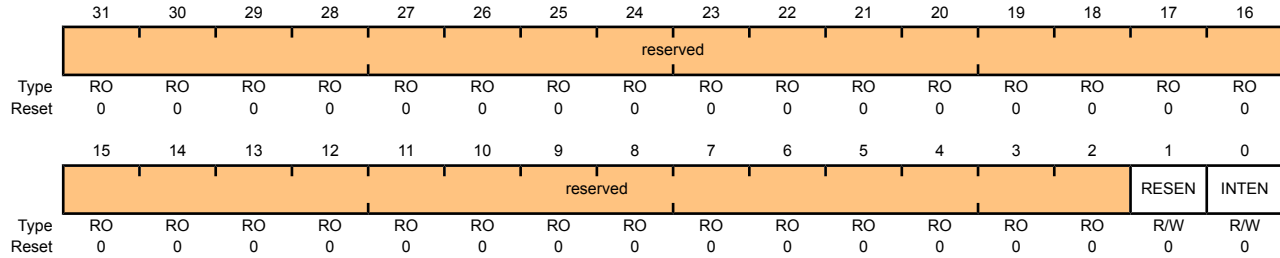 31 30 29 28 27 26 25 24 23 22 21 20 19 18 17 16
reserved
Type RO RO RO RO RO RO RO RO RO RO RO RO RO RO RO RO
Reset 0 0 0 0 0 0 0 0 0 0 0 0 0 0 0 0
15 14 13 12 11 10 9 8 7 6 5 4 3 2 1 0
reserved RESEN INTEN
Type RO RO RO RO RO RO RO RO RO RO RO RO RO RO R/W R/W
Reset 0 0 0 0 0 0 0 0 0 0 0 0 0 0 0 0